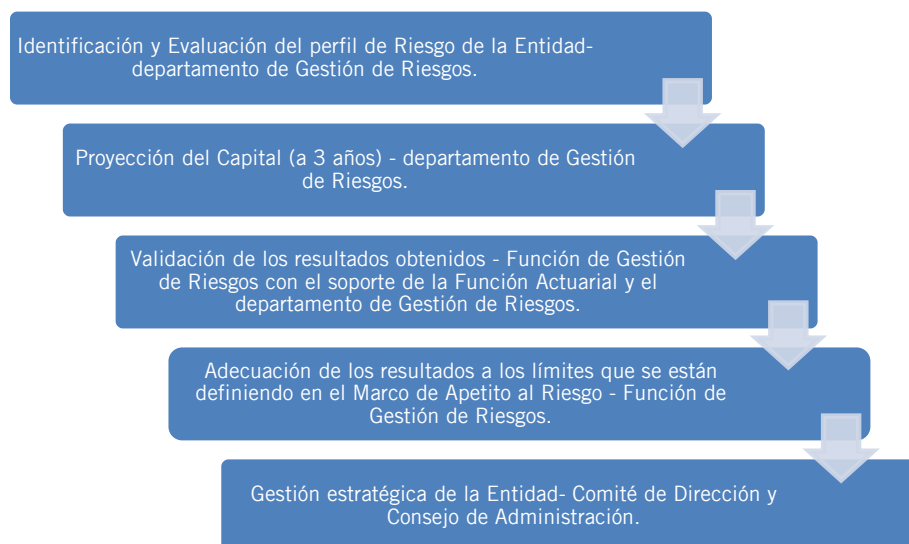 Identificación y Evaluación del perfil de Riesgo de la Entidad-
departamento de Gestión de Riesgos.
Proyección del Capital (a 3 años) - departamento de Gestión
de Riesgos.
Validación de los resultados obtenidos - Función de Gestión
de Riesgos con el soporte de la Función Actuarial y el
departamento de Gestión de Riesgos.
Adecuación de los resultados a los límites que se están
definiendo en el Marco de Apetito al Riesgo - Función de
Gestión de Riesgos.
Gestión estratégica de la Entidad- Comité de Dirección y
Consejo de Administración.